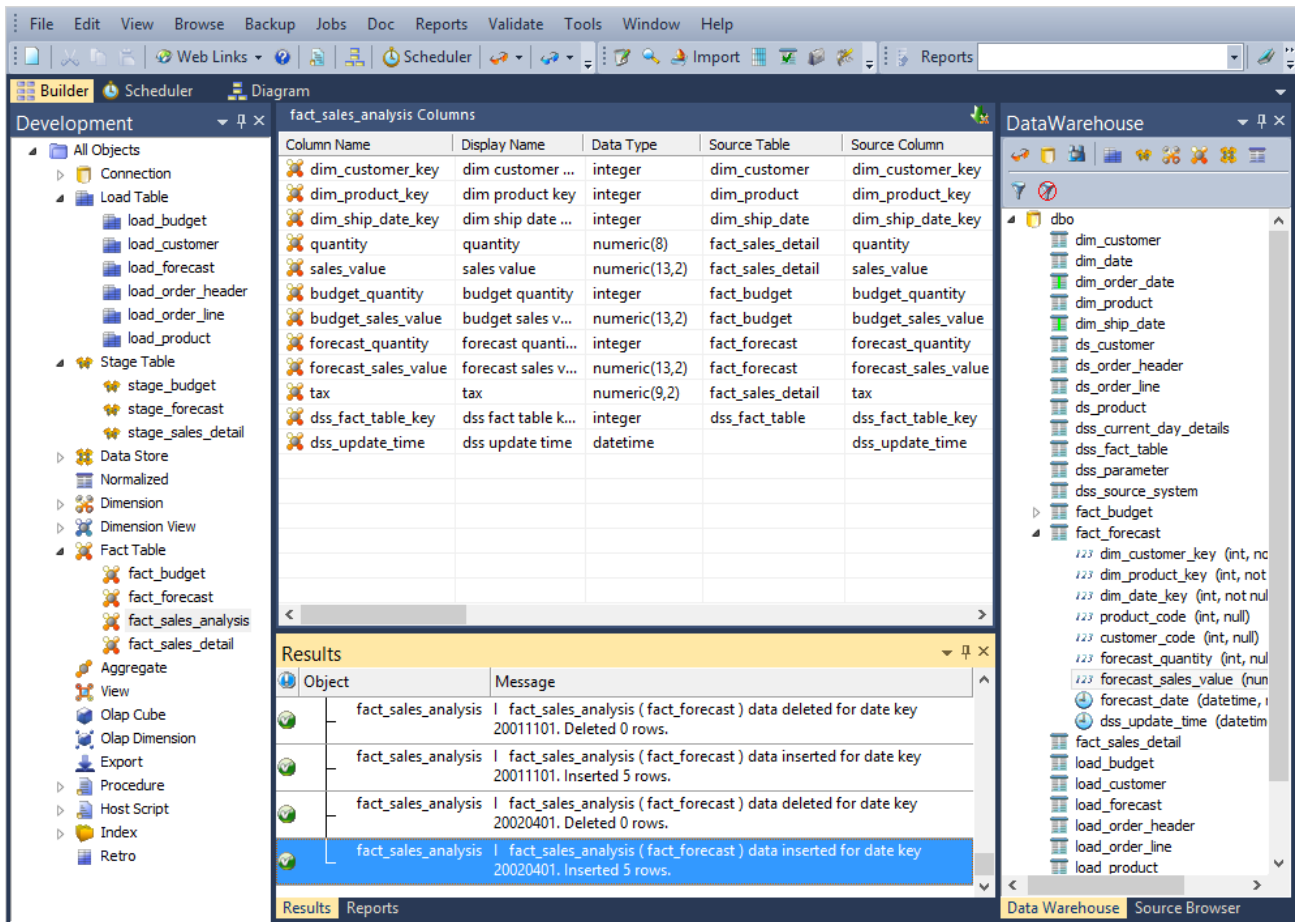 File Edit View Browse Backup Jobs Doc Reports Validate Tools Window Help
Web Links Scheduler Import Reports
Builder Scheduler Diagram
Development
All Objects
Connection
Load Table
load_budget
load_customer
load_forecast
load_order_header
load_order_line
load_product
Stage Table
stage_budget
stage_forecast
stage_sales_detail
Data Store
Normalized
Dimension
Dimension View
Fact Table
fact_budget
fact_forecast
fact_sales_analysis
fact_sales_detail
Aggregate
View
Olap Cube
Olap Dimension
Export
Procedure
Host Script
Index
Retro
fact_sales_analysis Columns
Column Name Display Name Data Type Source Table Source Column
dim_customer_key dim customer ... integer dim_customer dim_customer_key
dim_product_key dim product key integer dim_product dim_product_key
dim_ship_date_key dim ship date ... integer dim_ship_date dim_ship_date_key
quantity quantity numeric(8) fact_sales_detail quantity
sales_value sales value numeric(13,2) fact_sales_detail sales_value
budget_quantity budget quantity integer fact_budget budget_quantity
budget_sales_value budget sales v... numeric(13,2) fact_budget budget_sales_value
forecast_quantity forecast quanti... integer fact_forecast forecast_quantity
forecast_sales_value forecast sales v... numeric(13,2) fact_forecast forecast_sales_value
tax tax numeric(9,2) fact_sales_detail tax
dss_fact_table_key dss fact table k... integer dss_fact_table dss_fact_table_key
dss_update_time dss update time datetime dss_update_time
Results
Object Message
fact_sales_analysis I fact_sales_analysis ( fact_forecast ) data deleted for date key
20011101. Deleted 0 rows.
fact_sales_analysis I fact_sales_analysis ( fact_forecast ) data inserted for date key
20011101. Inserted 5 rows.
fact_sales_analysis I fact_sales_analysis ( fact_forecast ) data deleted for date key
20020401. Deleted 0 rows.
fact_sales_analysis I fact_sales_analysis ( fact_forecast ) data inserted for date key
20020401. Inserted 5 rows.
Results Reports
DataWarehouse
dbo
dim_customer
dim_date
dim_order_date
dim_product
dim_ship_date
ds_customer
ds_order_header
ds_order_line
ds_product
dss_current_day_details
dss_fact_table
dss_parameter
dss_source_system
fact_budget
fact_forecast
123 dim_customer_key (int, no
123 dim_product_key (int, not
123 dim_date_key (int, not nul
123 product_code (int, null)
123 customer_code (int, null)
123 forecast_quantity (int, nul
123 forecast_sales_value (num
forecast_date (datetime, 
dss_update_time (datetim
fact_sales_detail
load_budget
load_customer
load_forecast
load_order_header
load_order_line
load_product
Data Warehouse Source Browser